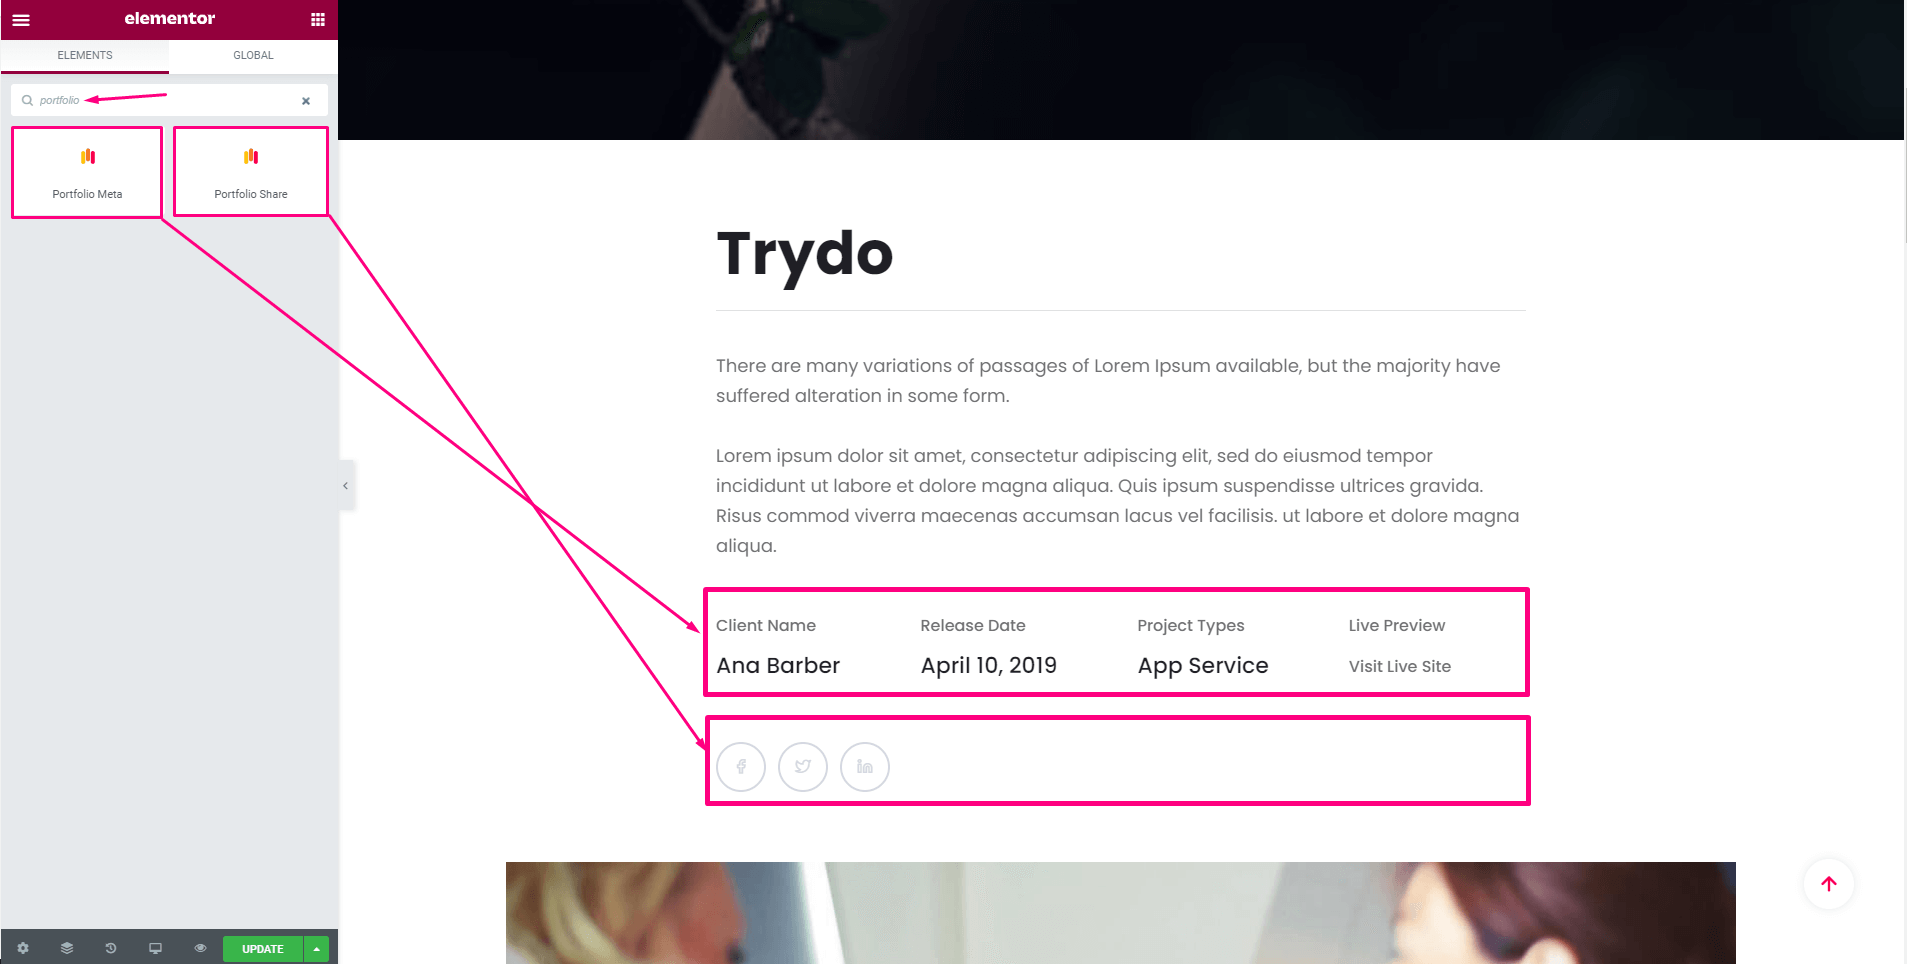 elementor
ELEMENTS
GLOBAL
portfolio
Portfolio Meta
Portfolio Share
UPDATE
Trydo
There are many variations of passages of Lorem Ipsum available, but the majority have
suffered alteration in some form.
Lorem ipsum dolor sit amet, consectetur adipiscing elit, sed do eiusmod tempor
incididunt ut labore et dolore magna aliqua. Quis ipsum suspendisse ultrices gravida.
Risus commod viverra maecenas accumsan lacus vel facilisis. ut labore et dolore magna
aliqua.
Client Name
Ana Barber
Release Date
April 10, 2019
Project Types
App Service
Live Preview
Visit Live Site